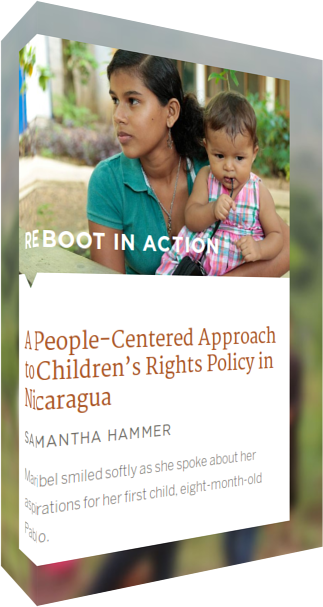 REBOOT IN ACTION
A People-Centered Approach
to Children's Rights Policy in
Nicaragua
SAMANTHA HAMMER
Maribel smiled softly as she spoke about her
aspirations for her first child, eight-month-old
Pablo.